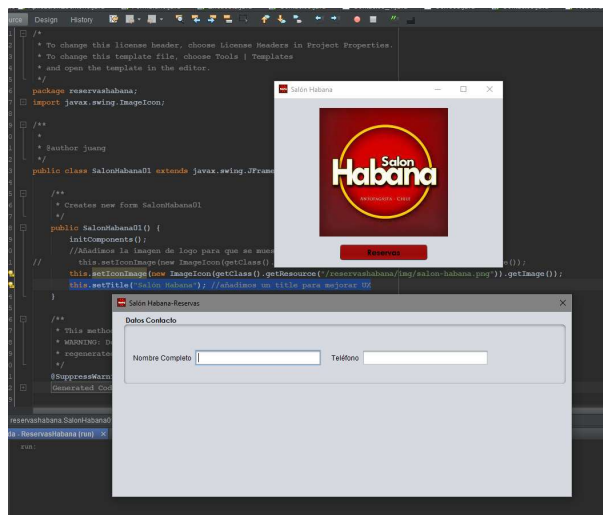 Source Design History
/*
* To change this license header, choose License Headers in Project Properties.
* To change this template file, choose Tools | Templates
* and open the template in the editor.
*/
package reservashabana;
import javax.swing.ImageIcon;
/**
*
* @author juang
*/
public class SalonHabana01 extends javax.swing.JFrame
/**
* Creates new form SalonHabana01
*/
public SalonHabana01() {
initComponents();
//Añadimos la imagen de logo para que se mues
// this.setIconImage(new ImageIcon(getClass(). e());
this.setIconImage(new ImageIcon(getClass().getResource("/reservashabana/img/salon-habana.png")).getImage());
this.setTitle("Salón Habana"); //añadimos un title para mejorar UX
}
/**
* This metho
* WARNING: Do
* regenerate
*/
@SuppressWarn
Generated Cod
reservashabana.SalonHabana0
da - ReservasHabana (run) ×
run:
Salón Habana
Salon
Habana
Reservas
Salón Habana-Reservas
Datos Contacto
Nombre Completo
Teléfono